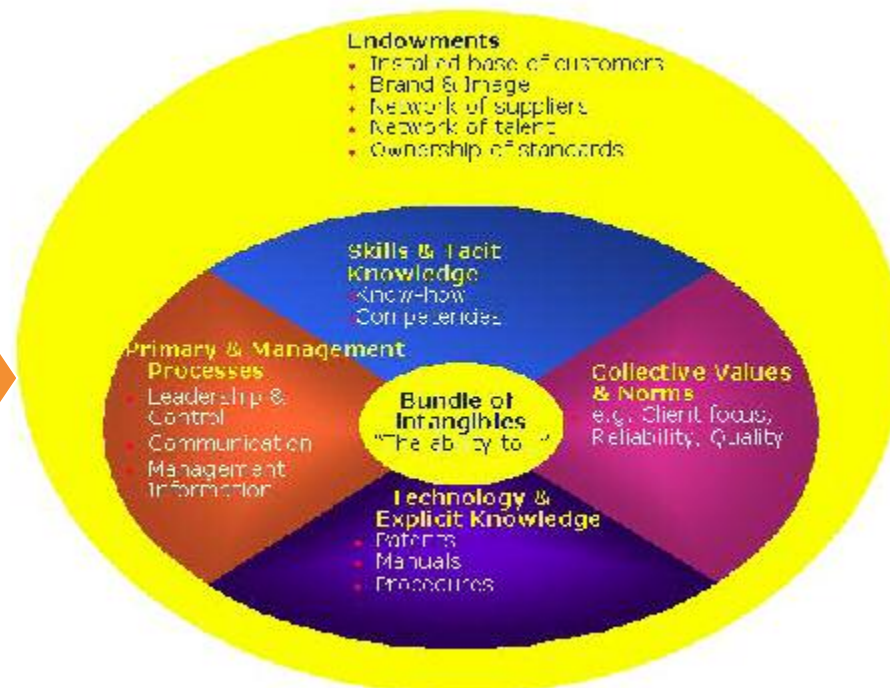 Endowments
Installed base of customers
Brand & Image
Network of suppliers
Network of talent
Ownership of standards
Skills & Tacit
Knowledge
Know-how
Competencies
Primary & Management
Processes
Leadership &
Control
Communication
Management
Information
Bundle of
Intangibles
"The ability to
Collective Values
& Norms
e.g. Client focus,
Reliability, Quality
Technology &
Explicit Knowledge
Patents
Manuals
Procedures